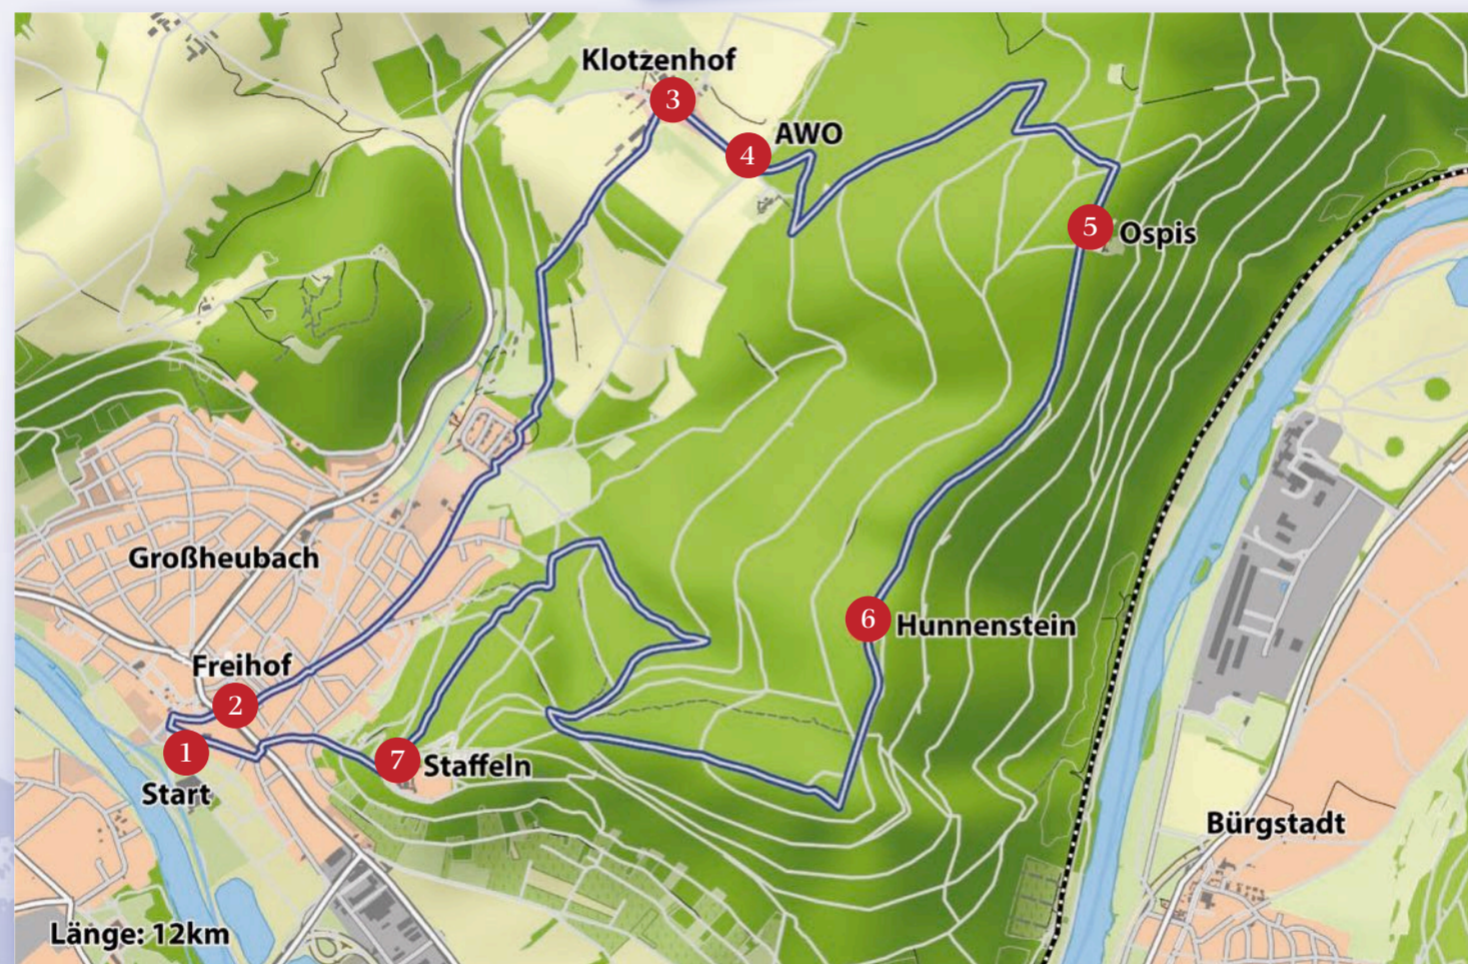 Klotzenhof
3
4 AWO
5 Ospis
Großheubach
6 Hunnenstein
Freihof
2
1
Start
7 Staffeln
Bürgstadt
Länge: 12km